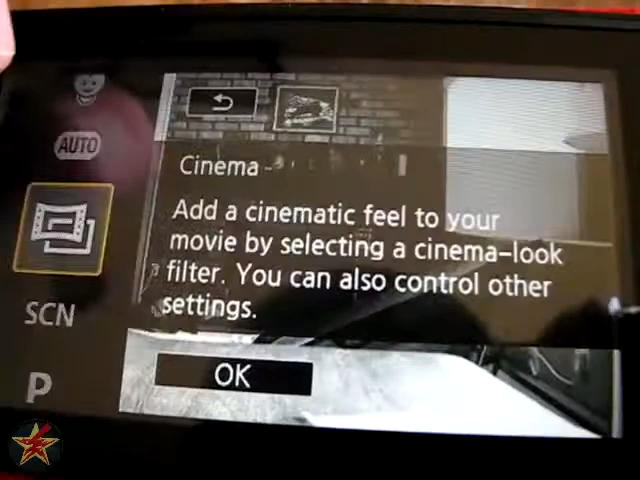 AUTO
Cinema
Add a cinematic feel to your
movie by selecting a cinema-look
filter. You can also control other
settings.
SCN
P
OK